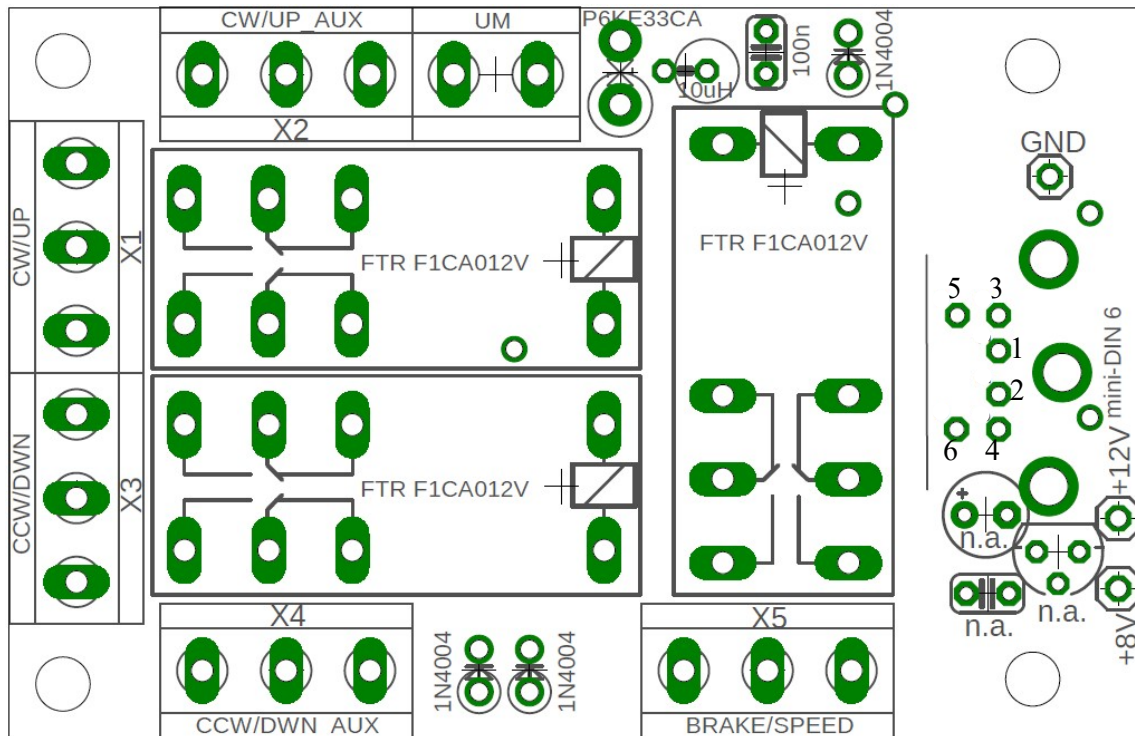 CW/UP_AUX
UM
P6KE33CA
10uH
100n
1N4004
X2
GND
CW/UP
X1
FTR F1CA012V
FTR F1CA012V
5
3
1
2
6
4
mini-DIN 6
+12V
CCW/DWN
X3
FTR F1CA012V
+
n.a.
n.a.
n.a.
+8V
X4
1N4004
1N4004
X5
CCW/DWN_AUX
BRAKE/SPEED